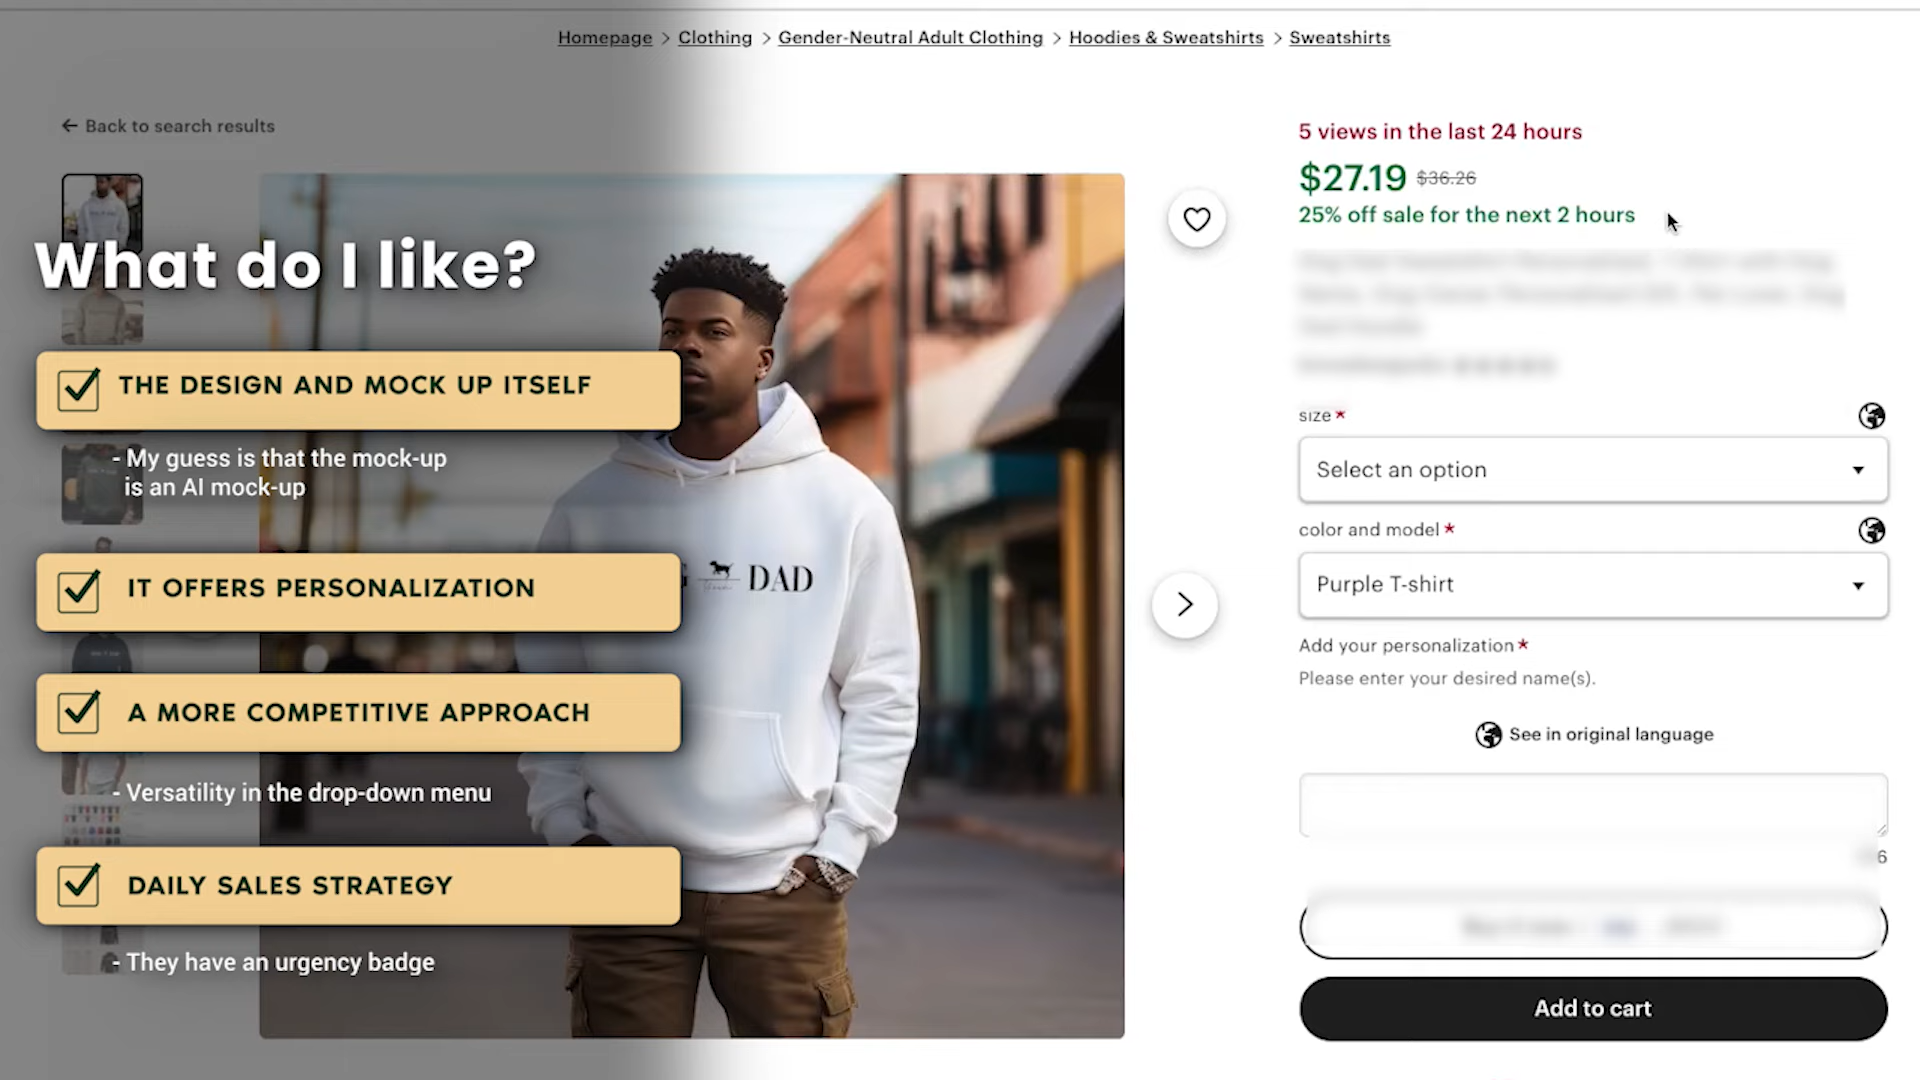 Homepage > Clothing > Gender-Neutral Adult Clothing > Hoodies & Sweatshirts > Sweatshirts
← Back to search results
What do I like?
THE DESIGN AND MOCK UP ITSELF
- My guess is that the mock-up
is an AI mock-up
IT OFFERS PERSONALIZATION
A MORE COMPETITIVE APPROACH
- Versatility in the drop-down menu
DAILY SALES STRATEGY
- They have an urgency badge
DAD
5 views in the last 24 hours
$27.19 $36.26
25% off sale for the next 2 hours
size *
Select an option
color and model *
Purple T-shirt
Add your personalization *
Please enter your desired name(s).
See in original language
Add to cart